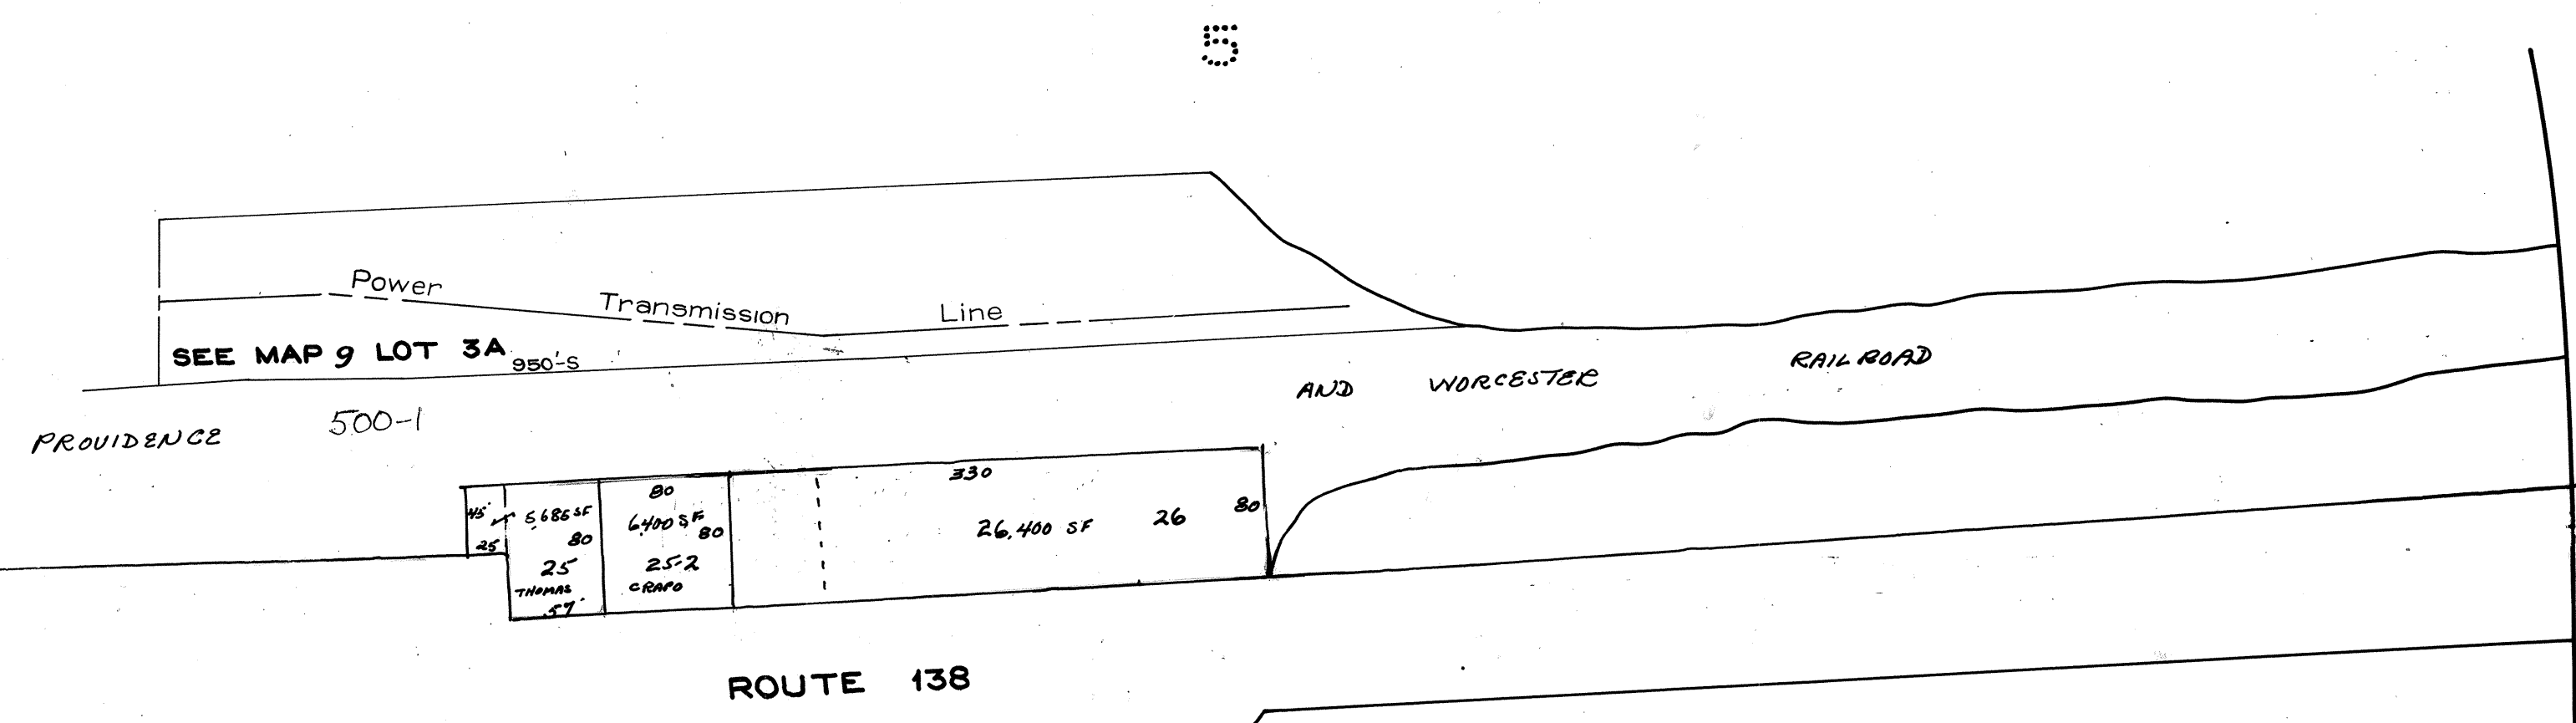 5
Power Transmission Line
SEE MAP 9 LOT 3A 950'-S
RAILROAD
AND WORCESTER
500-1
PROVIDENCE
330
80
45'
5,685 SF
6,400 SF
80
80
25
26,400 SF
26
80
25
25-2
THOMAS
CRAPO
57'
ROUTE 138